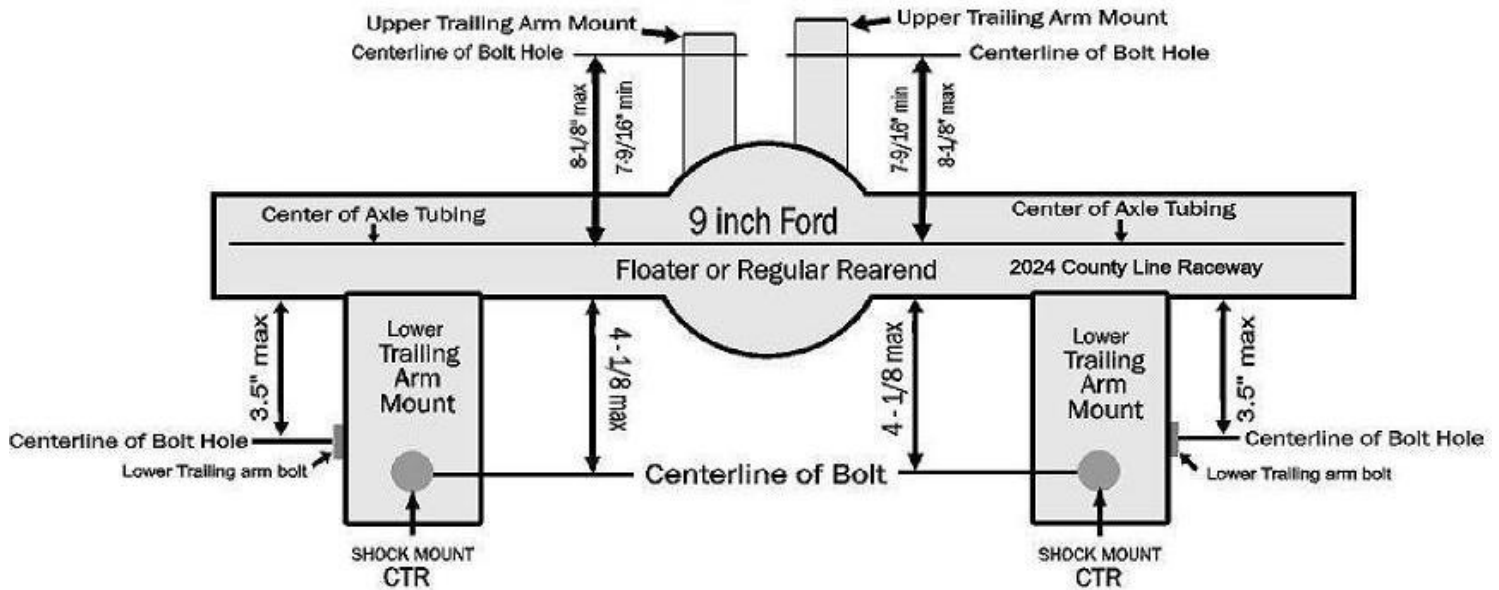 Upper Trailing Arm Mount
Upper Trailing Arm Mount
Centerline of Bolt Hole
Centerline of Bolt Hole
8-1/8" max
7-9/16" min
7-9/16" min
8-1/8" max
Center of Axle Tubing
9 inch Ford
Center of Axle Tubing
Floater or Regular Rearend
2024 County Line Raceway
3.5" max
Lower
Trailing
Arm
Mount
4 - 1/8 max
4 - 1/8 max
Lower
Trailing
Arm
Mount
3.5" max
Centerline of Bolt Hole
Centerline of Bolt Hole
Lower Trailing arm bolt
Centerline of Bolt
Lower Trailing arm bolt
SHOCK MOUNT
CTR
SHOCK MOUNT
CTR